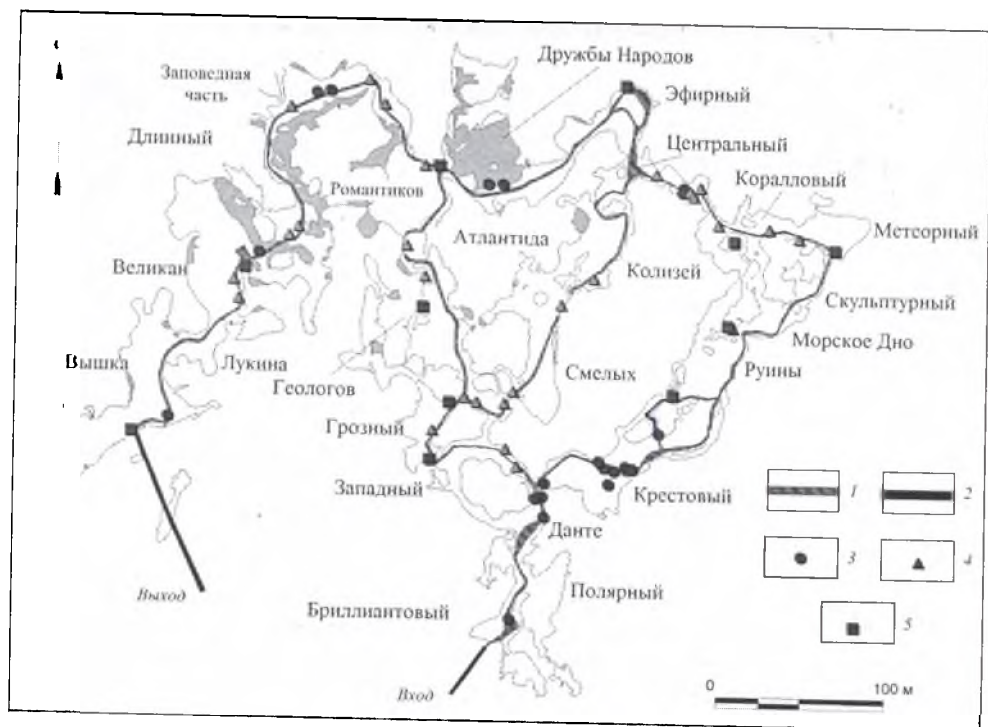 Дружбы Народов
Заповедная
часть
Эфирный
Длинный
Центральный
Коралловый
Романтиков
Метеорный
Атлантида
Великан
Колизей
Скульптурный
Морское Дно
Вышка
Лукина
Руины
Геологов
Смелых
Грозный
Западный
Крестовый
1
2
Данте
3
4
Выход
Полярный
Бриллиантовый
5
Вход
0
100 м